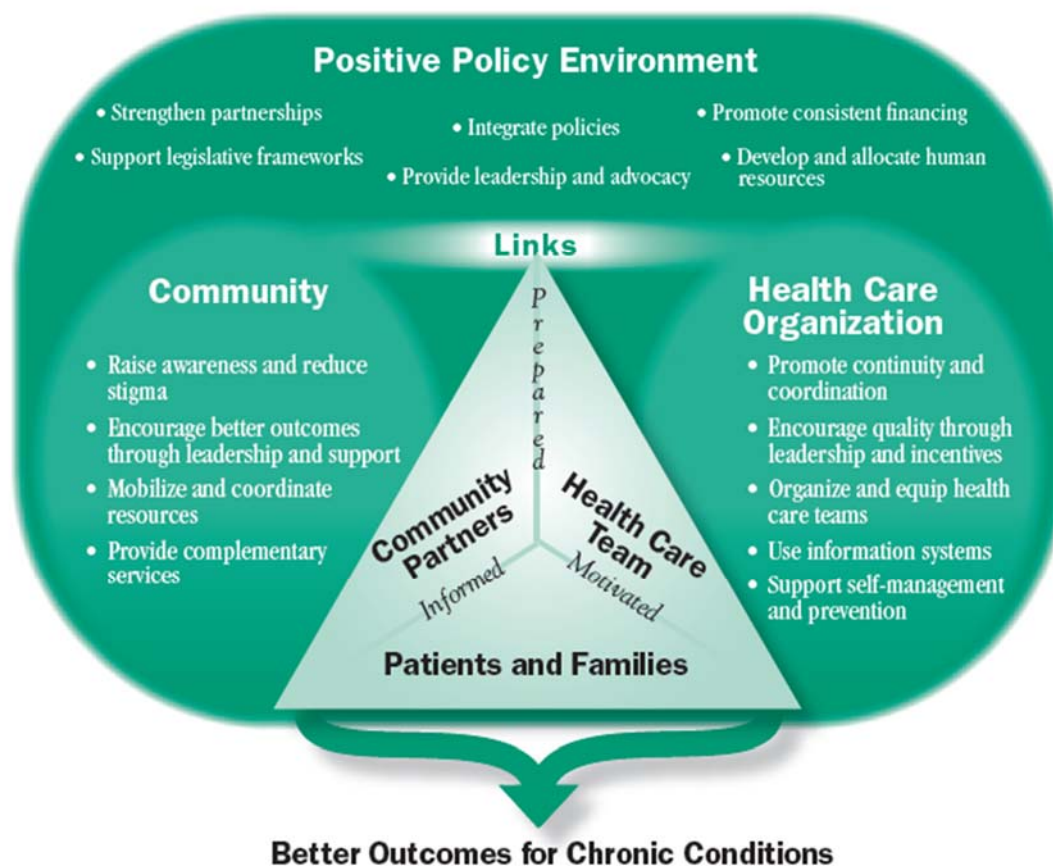 Positive Policy Environment
• Strengthen partnerships
• Support legislative frameworks
• Integrate policies
• Provide leadership and advocacy
• Promote consistent financing
• Develop and allocate human
resources
Links
Community
• Raise awareness and reduce
stigma
• Encourage better outcomes
through leadership and support
• Mobilize and coordinate
resources
• Provide complementary
services
Prepared
Community
Partners
Informed
Health Care
Team
Motivated
Patients and Families
Health Care
Organization
• Promote continuity and
coordination
• Encourage quality through
leadership and incentives
• Organize and equip health
care teams
• Use information systems
• Support self-management
and prevention
Better Outcomes for Chronic Conditions